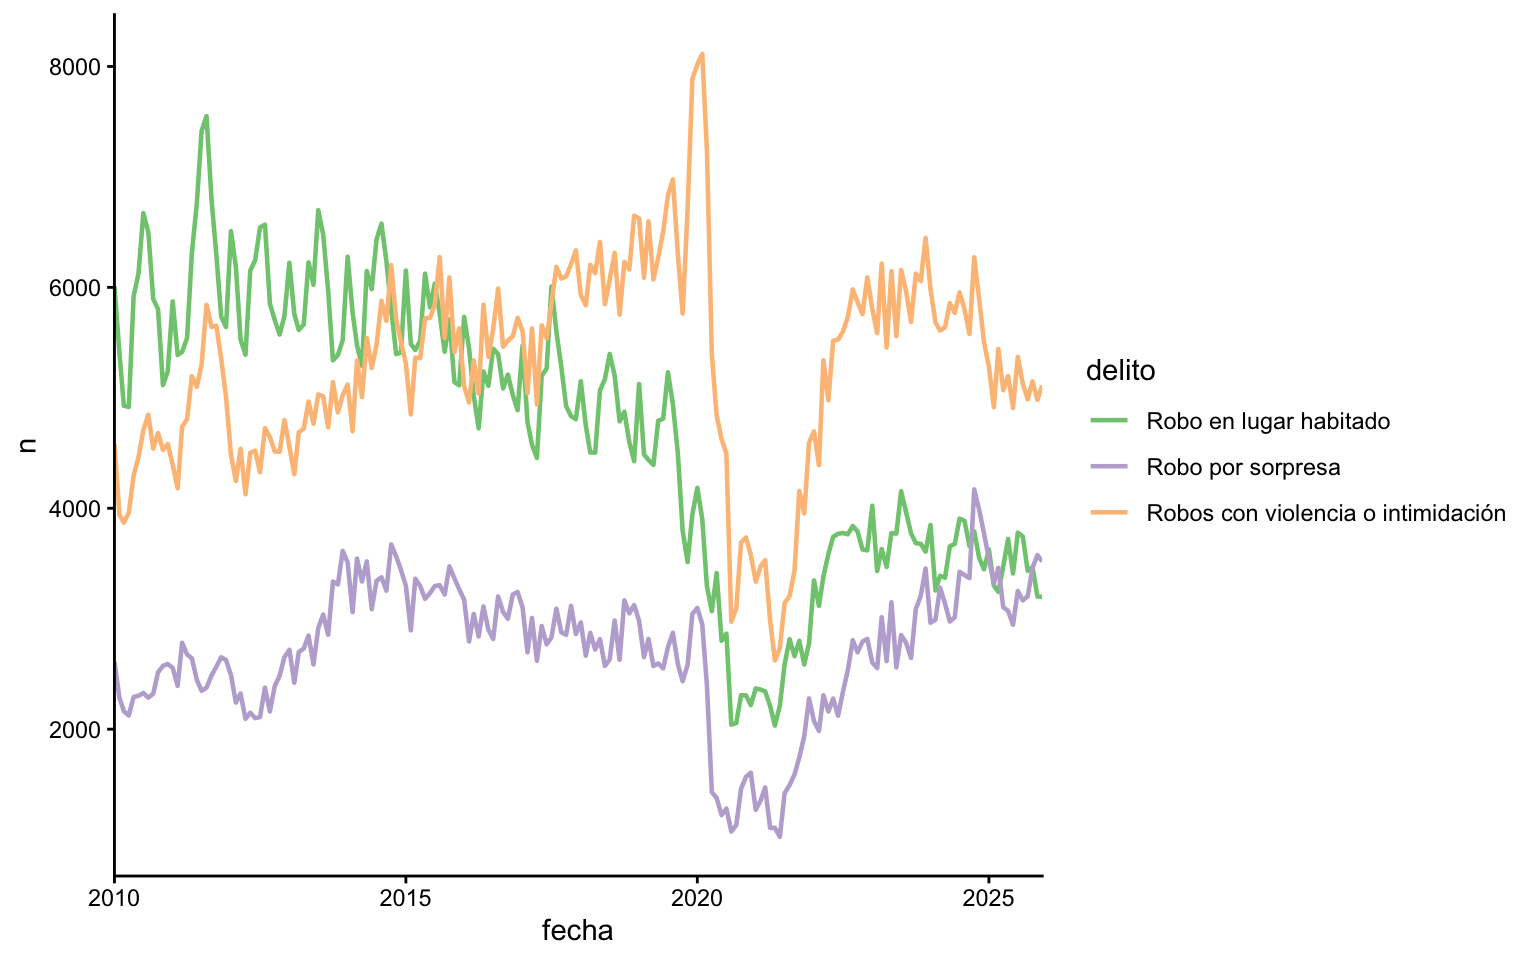 8000
6000
4000
2000
n
2010
2015
2020
2025
fecha
delito
Robo en lugar habitado
Robo por sorpresa
Robos con violencia o intimidación